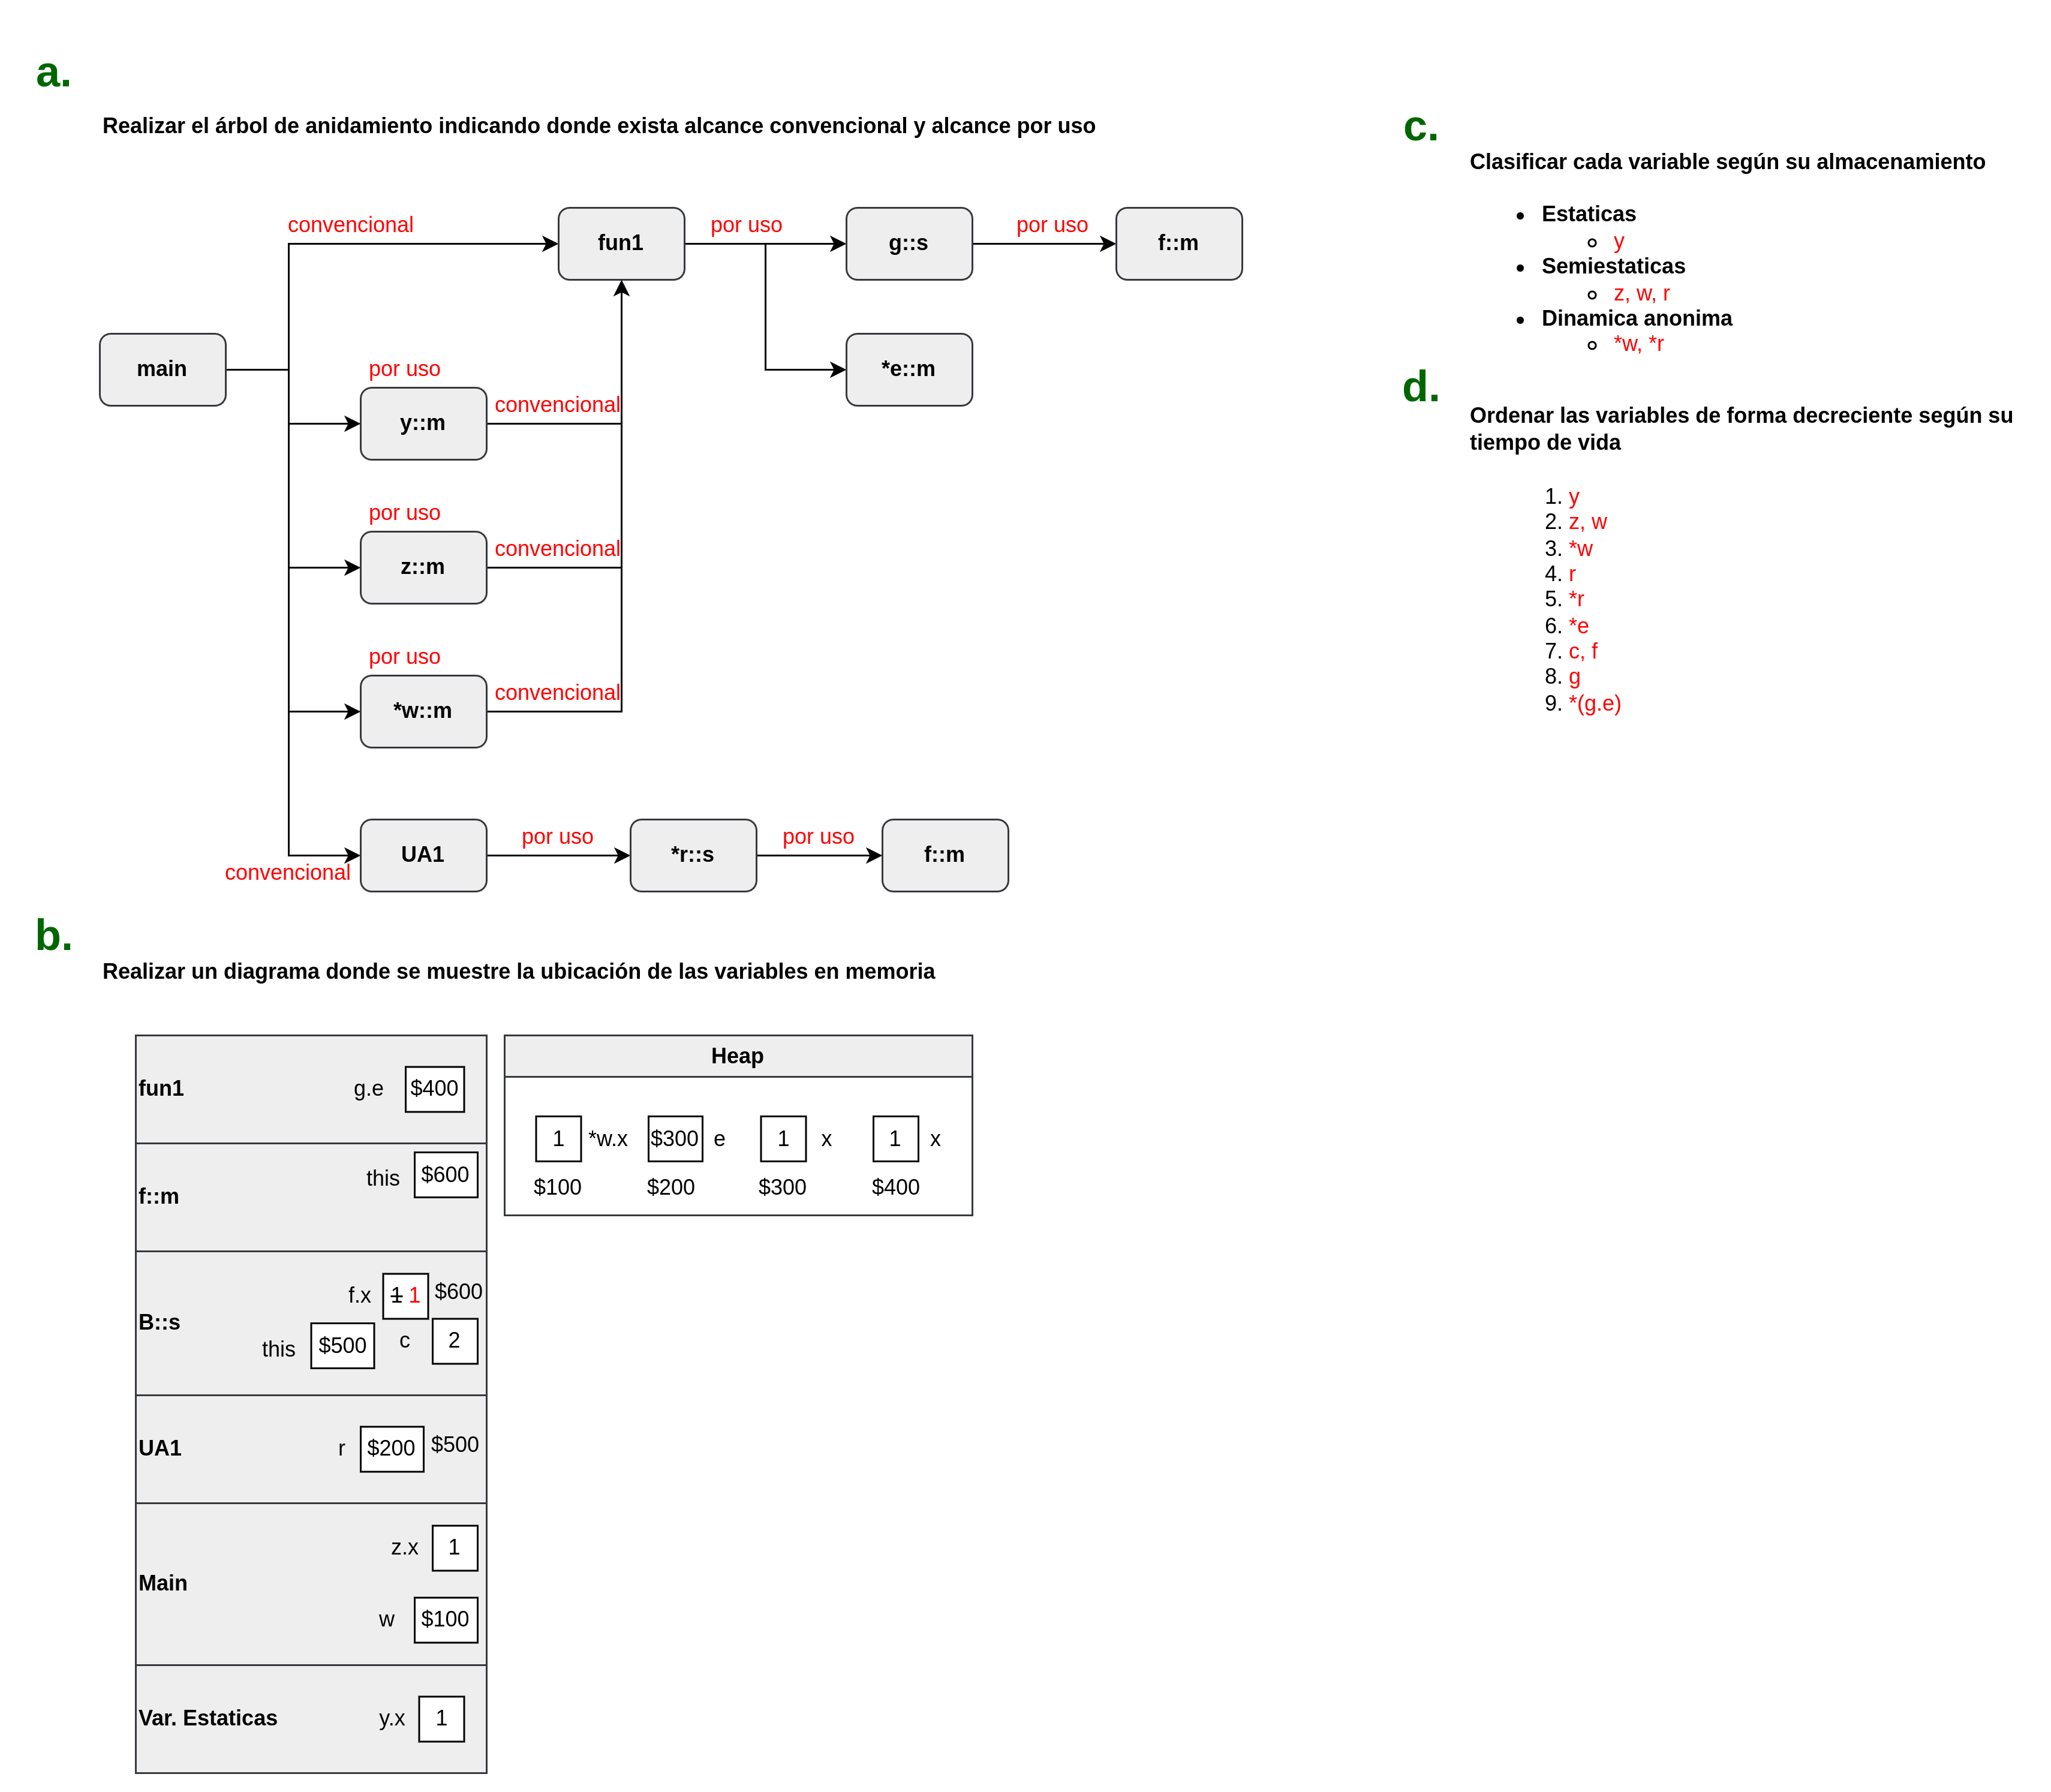 a.
Realizar el árbol de anidamiento indicando donde exista alcance convencional y alcance por uso
convencional
fun1
por uso
g::s
por uso
f::m
main
*e::m
por uso
y::m
convencional
por uso
z::m
convencional
por uso
*w::m
convencional
convencional
UA1
por uso
*r::s
por uso
f::m
b.
Realizar un diagrama donde se muestre la ubicación de las variables en memoria
fun1
g.e
$400
f::m
this
$600
B::s
f.x
1 1
$600
this
$500
c
2
UA1
r
$200
$500
Main
z.x
1
w
$100
Var. Estaticas
y.x
1
Heap
1
*w.x
$300
e
1
x
1
x
$100
$200
$300
$400
c.
Clasificar cada variable según su almacenamiento
Estaticas
y
Semiestaticas
z, w, r
Dinamica anonima
*w, *r
d.
Ordenar las variables de forma decreciente según su
tiempo de vida
1. y
2. z, w
3. *w
4. r
5. *r
6. *e
7. c, f
8. g
9. *(g.e)